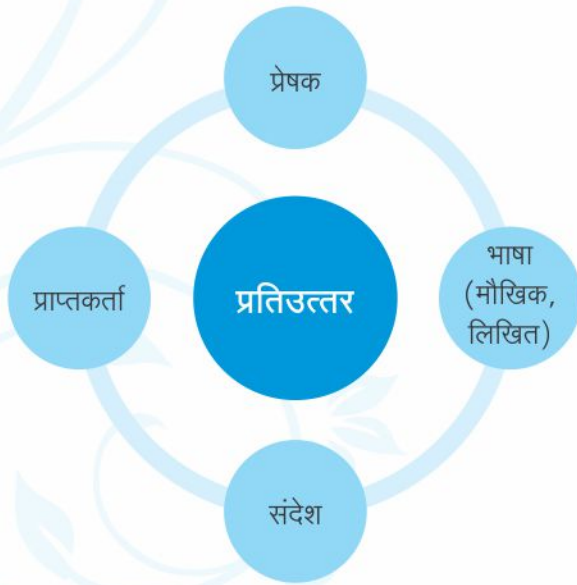 प्रेषक
प्राप्तकर्ता
प्रतिउत्तर
भाषा
(मौखिक,
लिखित)
संदेश